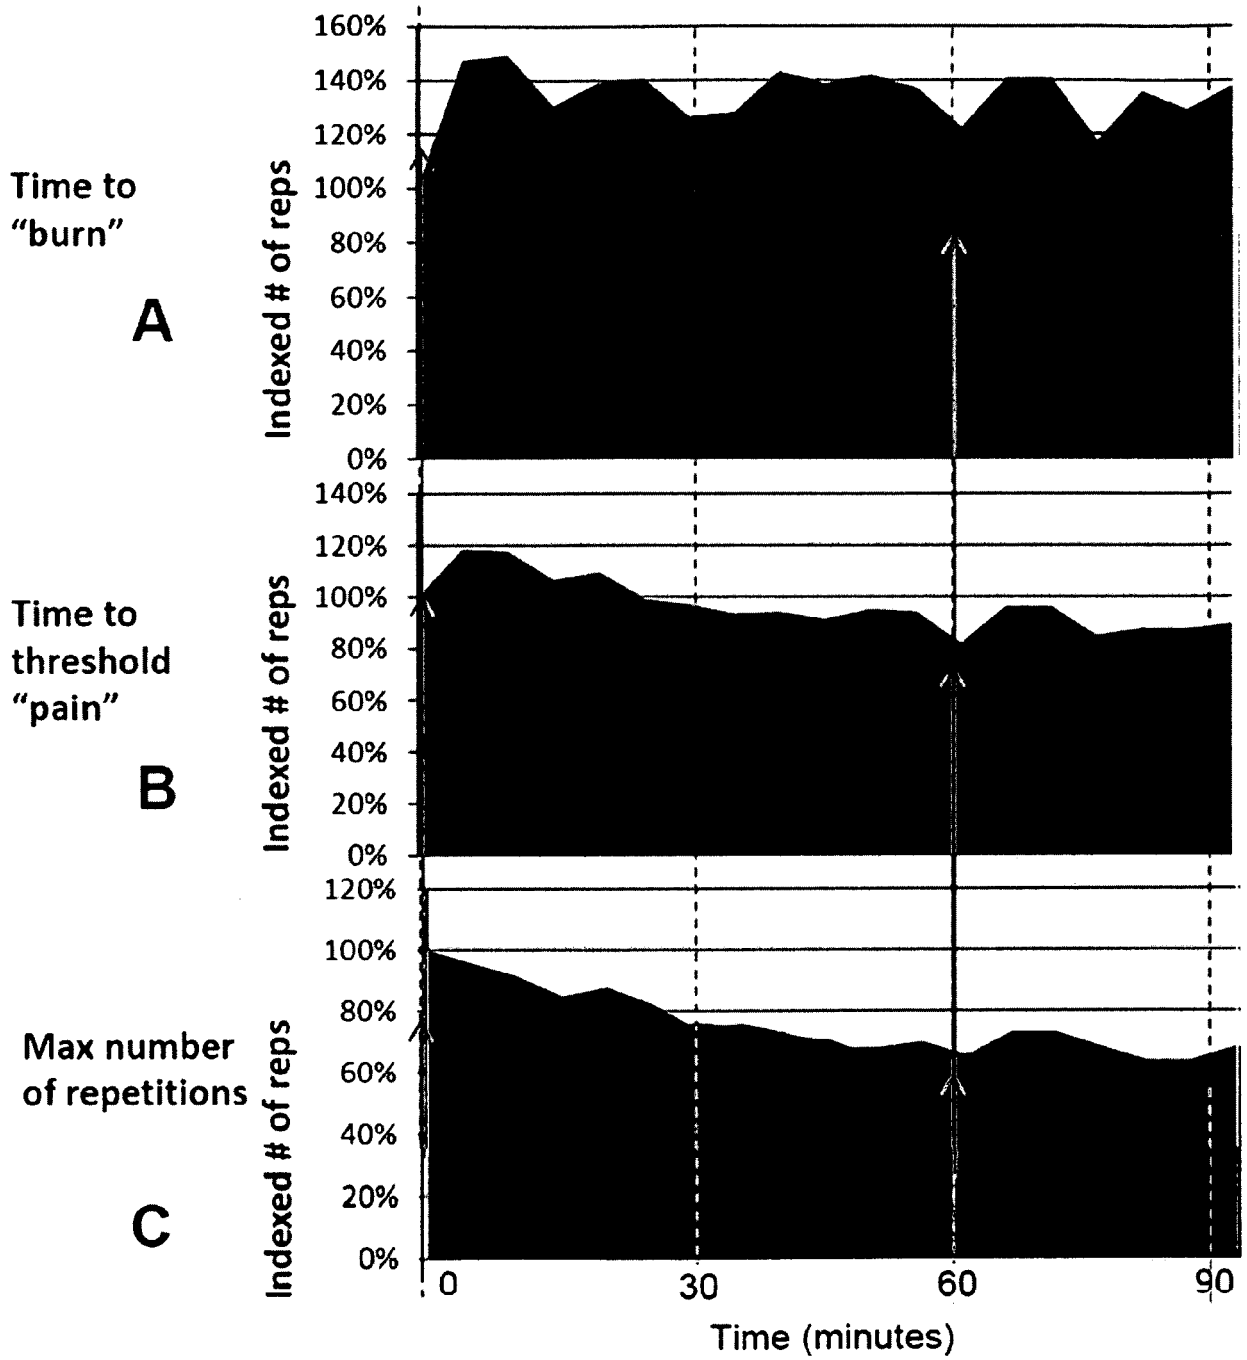 160%
140%
120%
100%
80%
60%
40%
20%
0%
Indexed # of reps
Time to
“burn”
A
140%
120%
100%
80%
60%
40%
20%
0%
Indexed # of reps
Time to
threshold
“pain”
B
120%
100%
80%
60%
40%
20%
0%
Indexed # of reps
Max number
of repetitions
C
0 30 60 90
Time (minutes)